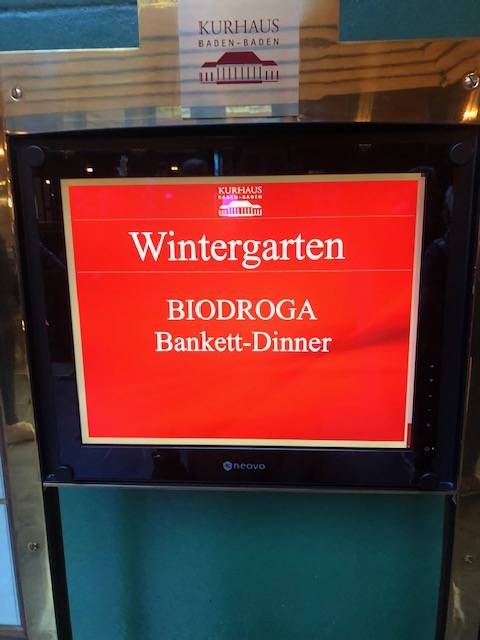 KURHAUS
BADEN-BADEN
KURHAUS
BADEN-BADEN
Wintergarten
BIODROGA
Bankett-Dinner
neovo